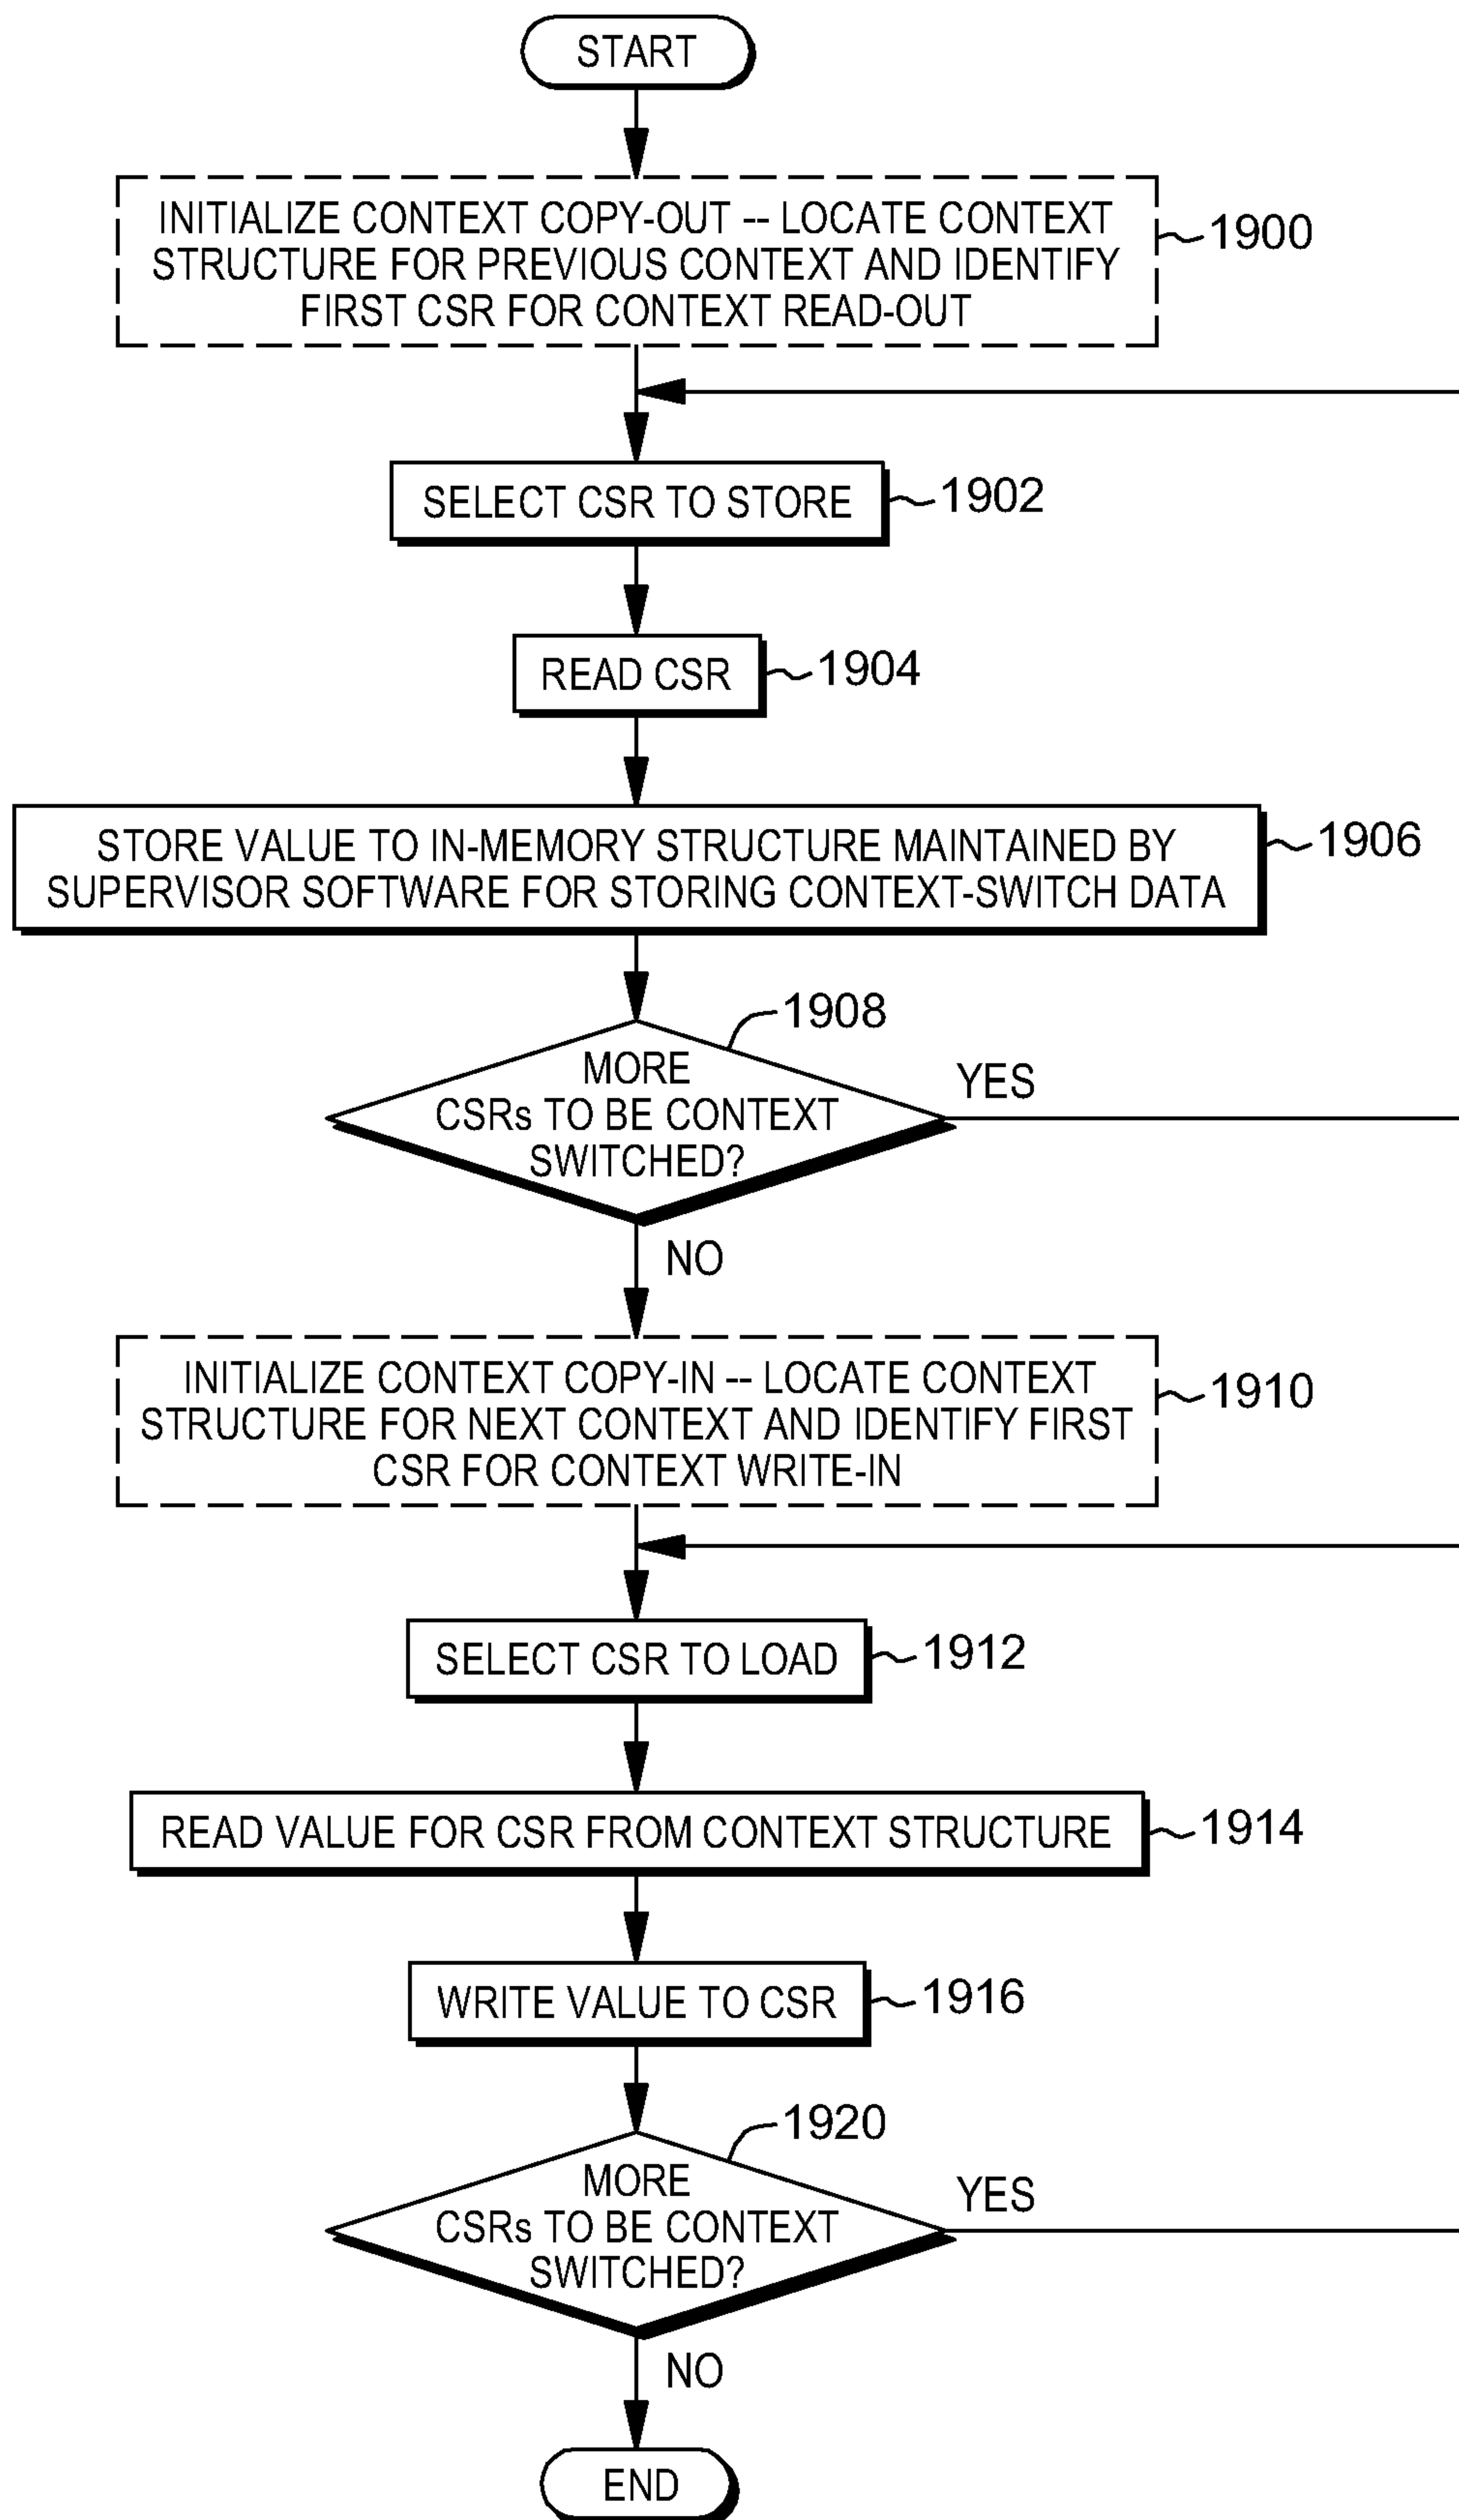 START
INITIALIZE CONTEXT COPY-OUT -- LOCATE CONTEXT
STRUCTURE FOR PREVIOUS CONTEXT AND IDENTIFY
FIRST CSR FOR CONTEXT READ-OUT
1900
SELECT CSR TO STORE
1902
READ CSR
1904
STORE VALUE TO IN-MEMORY STRUCTURE MAINTAINED BY
SUPERVISOR SOFTWARE FOR STORING CONTEXT-SWITCH DATA
1906
1908
MORE
CSRs TO BE CONTEXT
SWITCHED?
YES
NO
INITIALIZE CONTEXT COPY-IN -- LOCATE CONTEXT
STRUCTURE FOR NEXT CONTEXT AND IDENTIFY FIRST
CSR FOR CONTEXT WRITE-IN
1910
SELECT CSR TO LOAD
1912
READ VALUE FOR CSR FROM CONTEXT STRUCTURE
1914
WRITE VALUE TO CSR
1916
1920
MORE
CSRs TO BE CONTEXT
SWITCHED?
YES
NO
END